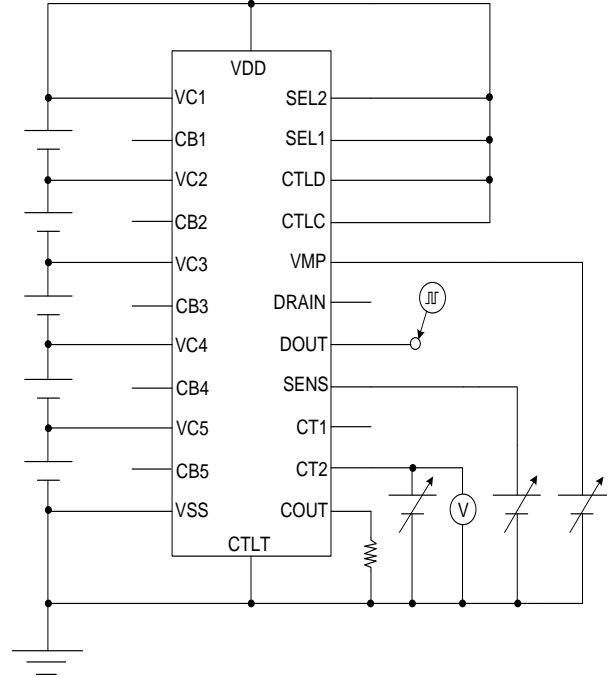 VDD
VC1
SEL2
CB1
SEL1
VC2
CTLD
CB2
CTLC
VC3
VMP
CB3
DRAIN
VC4
DOUT
CB4
SENS
VC5
CT1
CB5
CT2
VSS
COUT
V
CTLT